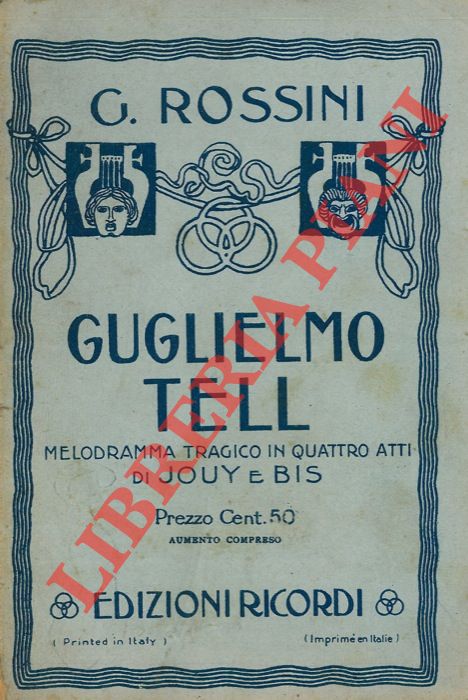 G. ROSSINI
GUGLIELMO
TELL
MELODRAMMA TRAGICO IN QUATTRO ATTI
DI JOUY E BIS
Prezzo Cent. 50
AUMENTO COMPRESO
EDIZIONI RICORDI
( Printed in Italy ) (Imprimé en Italie)
LIBRERIA PIANI